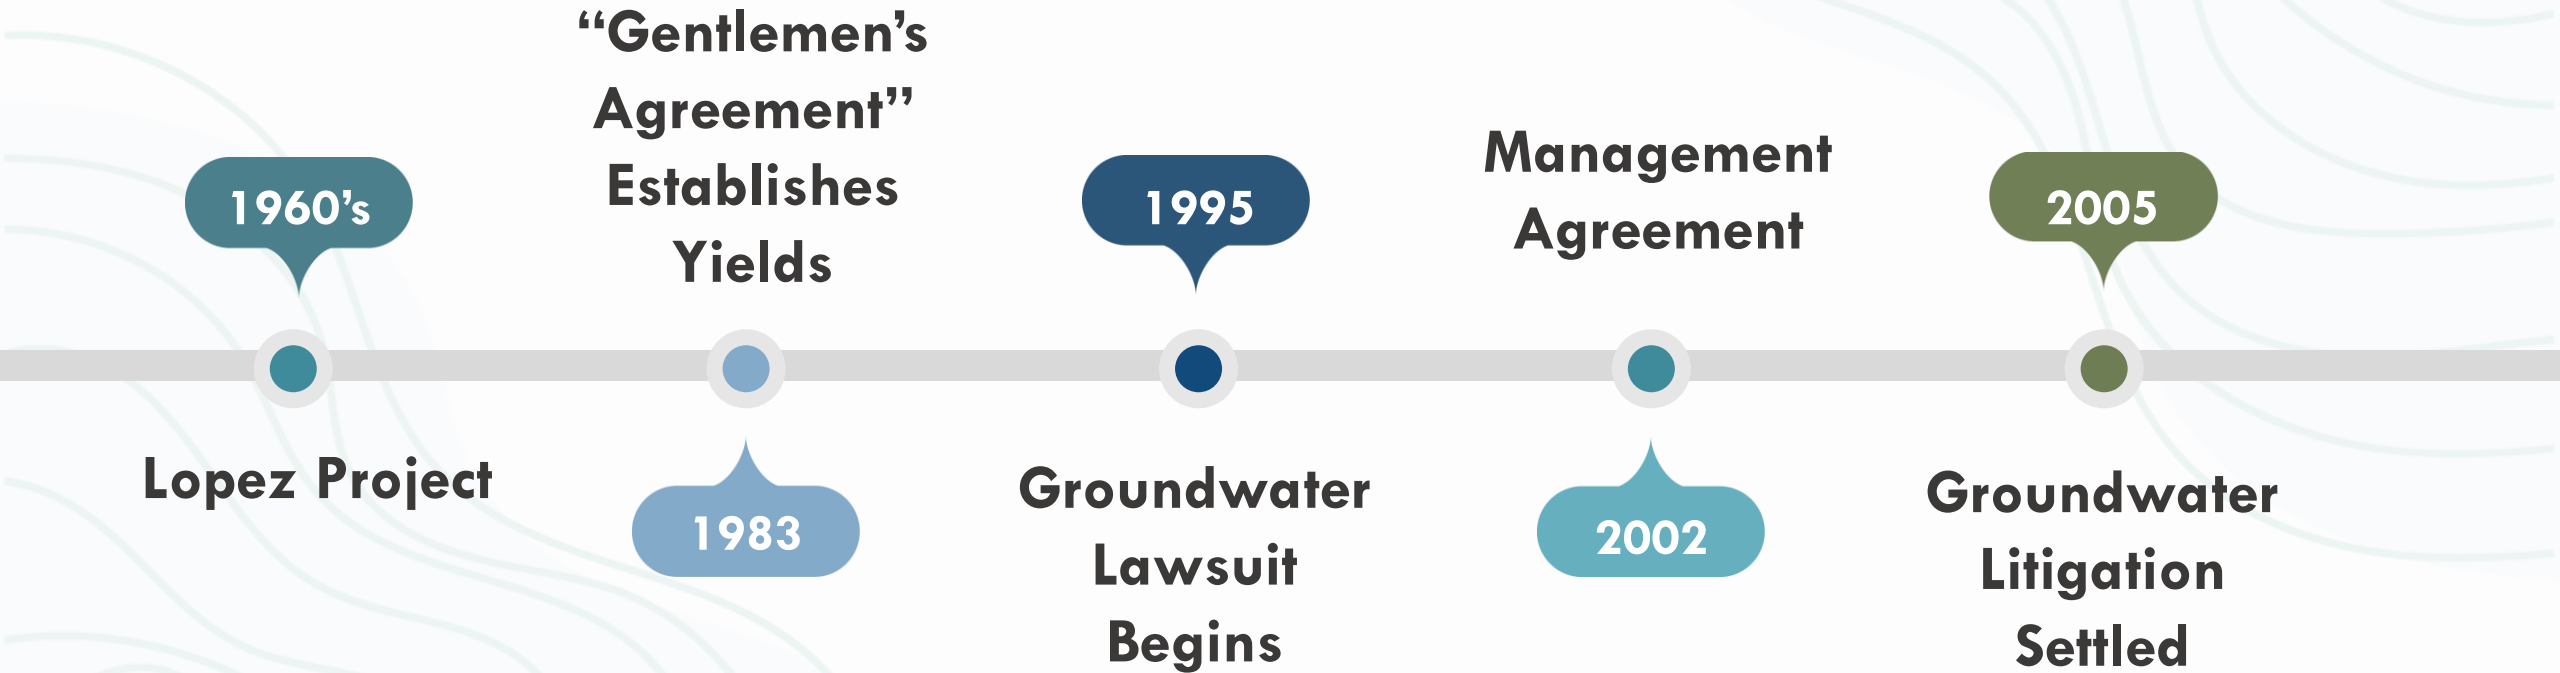 1960’s
Lopez Project
“Gentlemen’s
Agreement”
Establishes
Yields
1983
1995
Groundwater
Lawsuit
Begins
Management
Agreement
2002
2005
Groundwater
Litigation
Settled